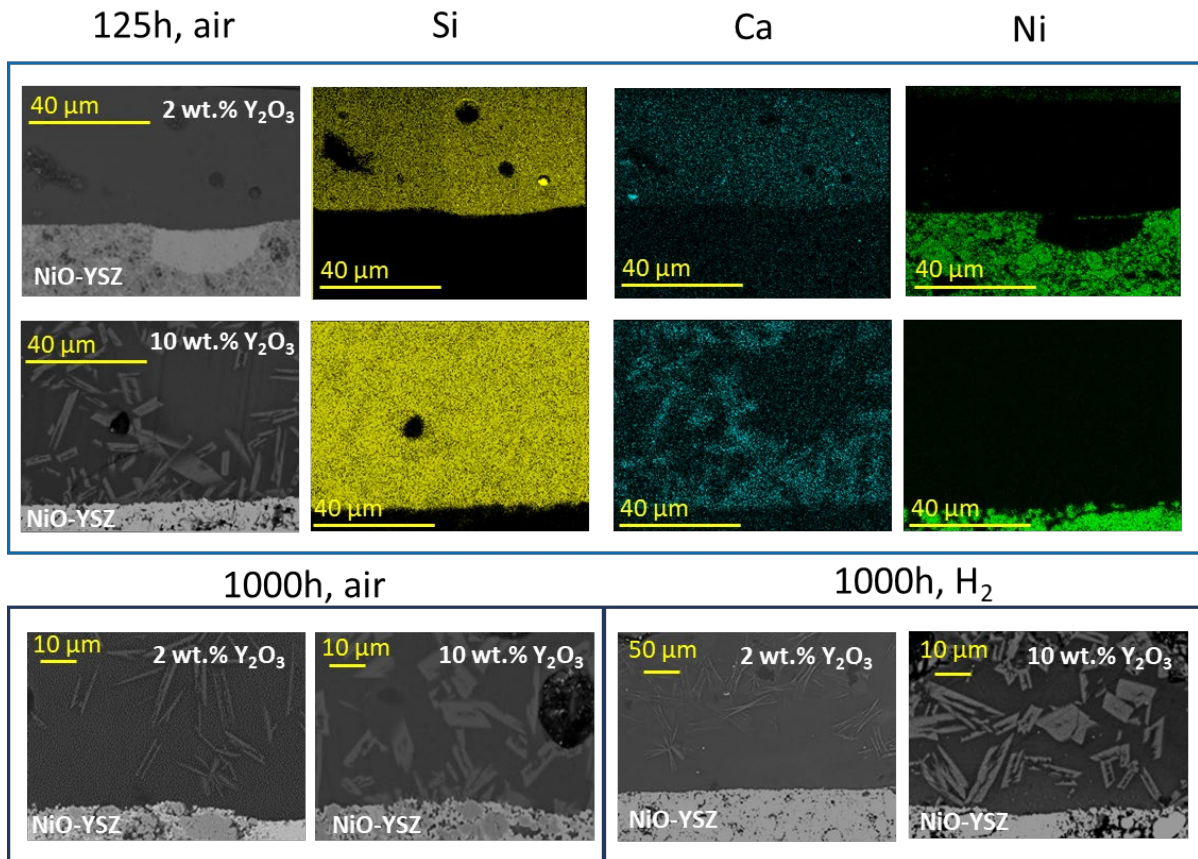 125h, air Si Ca Ni
40 µm 2 wt.% Y₂O₃
NiO-YSZ
40 µm
40 µm
40 µm
40 µm 10 wt.% Y₂O₃
NiO-YSZ
40 µm
40 µm
40 µm
1000h, air 1000h, H₂
10 µm 2 wt.% Y₂O₃
NiO-YSZ
10 µm 10 wt.% Y₂O₃
NiO-YSZ
50 µm 2 wt.% Y₂O₃
NiO-YSZ
10 µm 10 wt.% Y₂O₃
NiO-YSZ